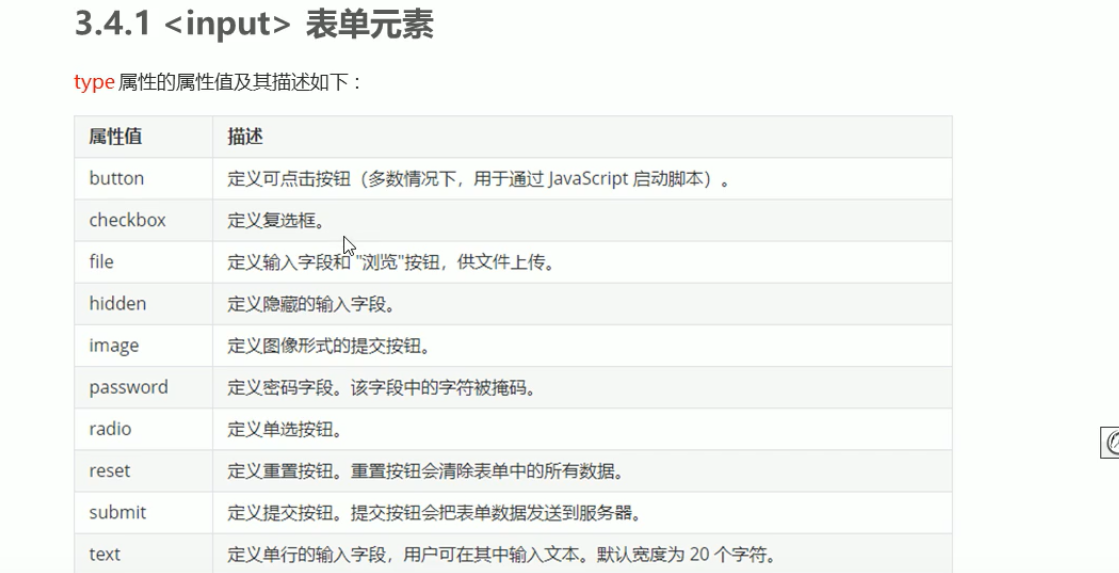 3.4.1 <input> 表单元素
type 属性的属性值及其描述如下：
属性值 描述
button 定义可点击按钮（多数情况下，用于通过 JavaScript 启动脚本）。
checkbox 定义复选框。
file 定义输入字段和 "浏览"按钮，供文件上传。
hidden 定义隐藏的输入字段。
image 定义图像形式的提交按钮。
password 定义密码字段。该字段中的字符被掩码。
radio 定义单选按钮。
reset 定义重置按钮。重置按钮会清除表单中的所有数据。
submit 定义提交按钮。提交按钮会把表单数据发送到服务器。
text 定义单行的输入字段，用户可在其中输入文本。默认宽度为 20 个字符。